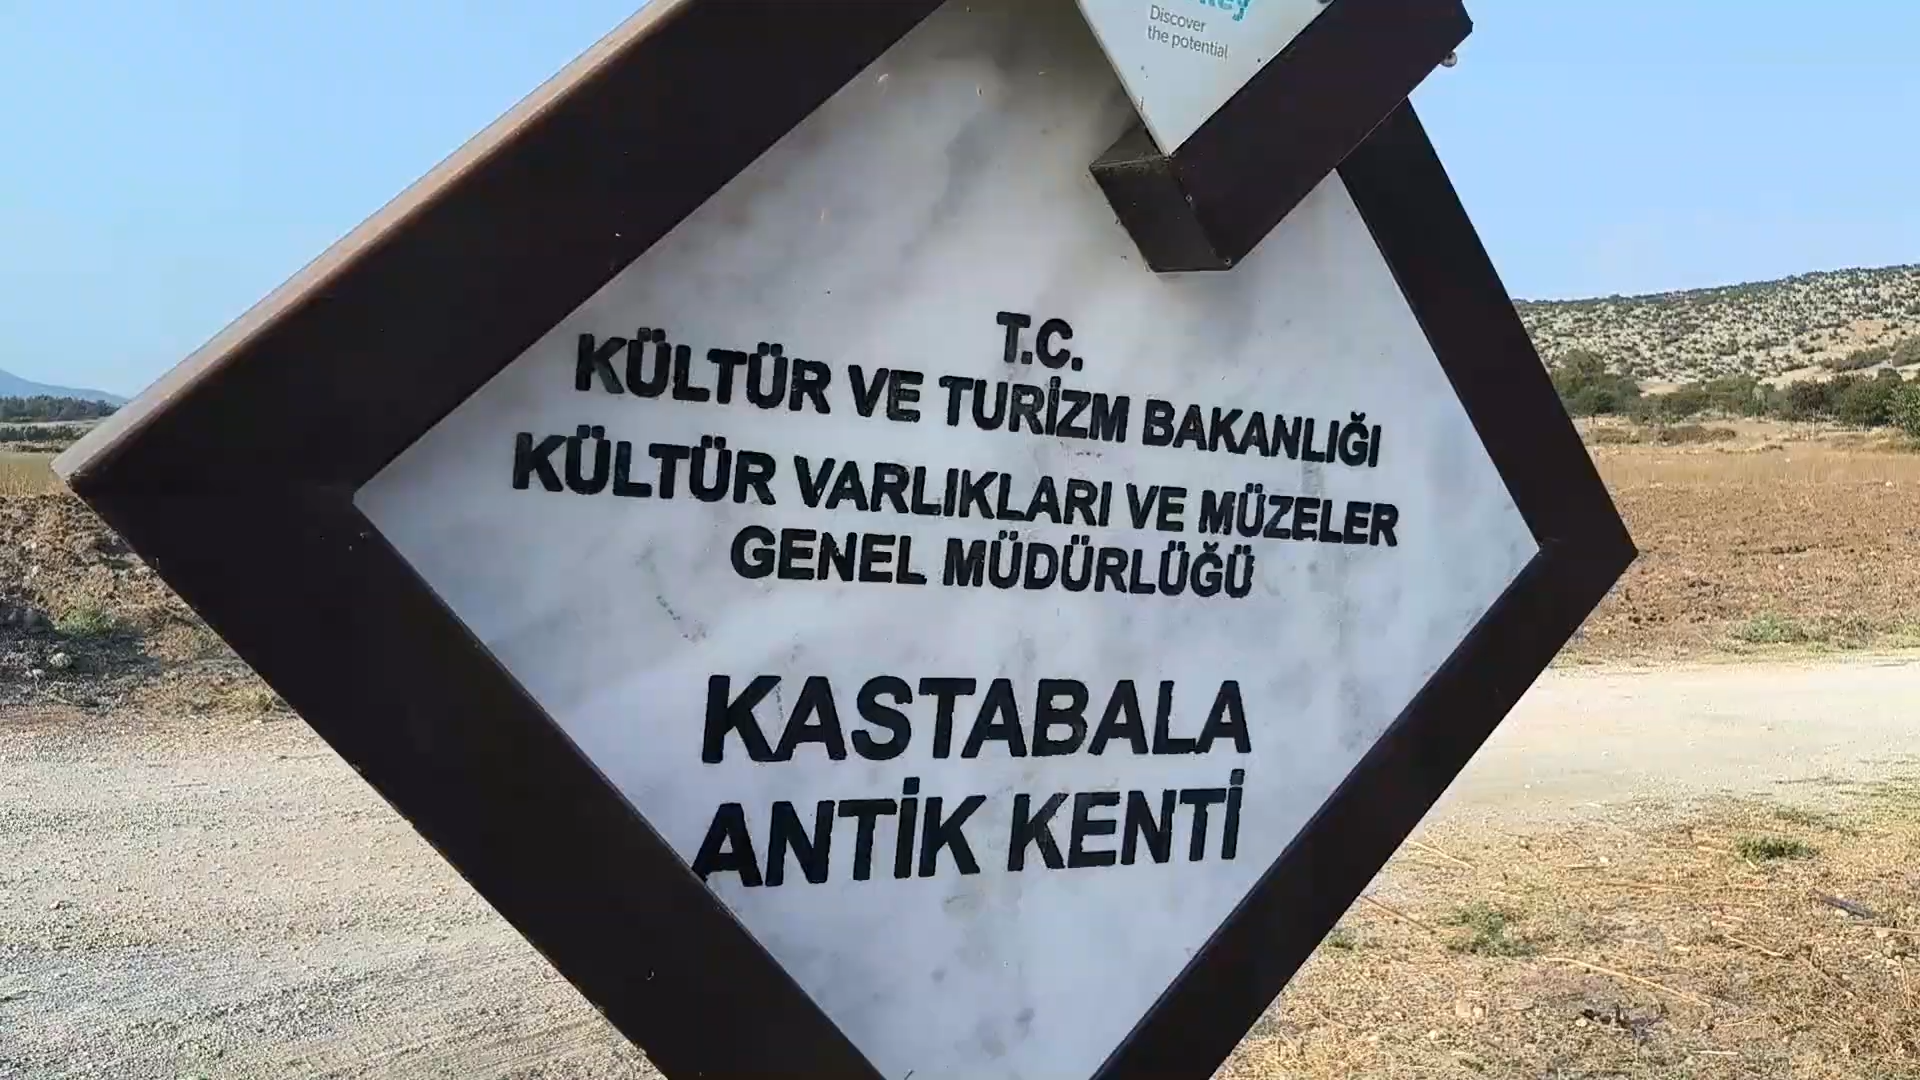 Discover
the potential
T.C.
KÜLTÜR VE TURİZM BAKANLIĞI
KÜLTÜR VARLIKLARI VE MÜZELER
GENEL MÜDÜRLÜĞÜ
KASTABALA
ANTİK KENTİ